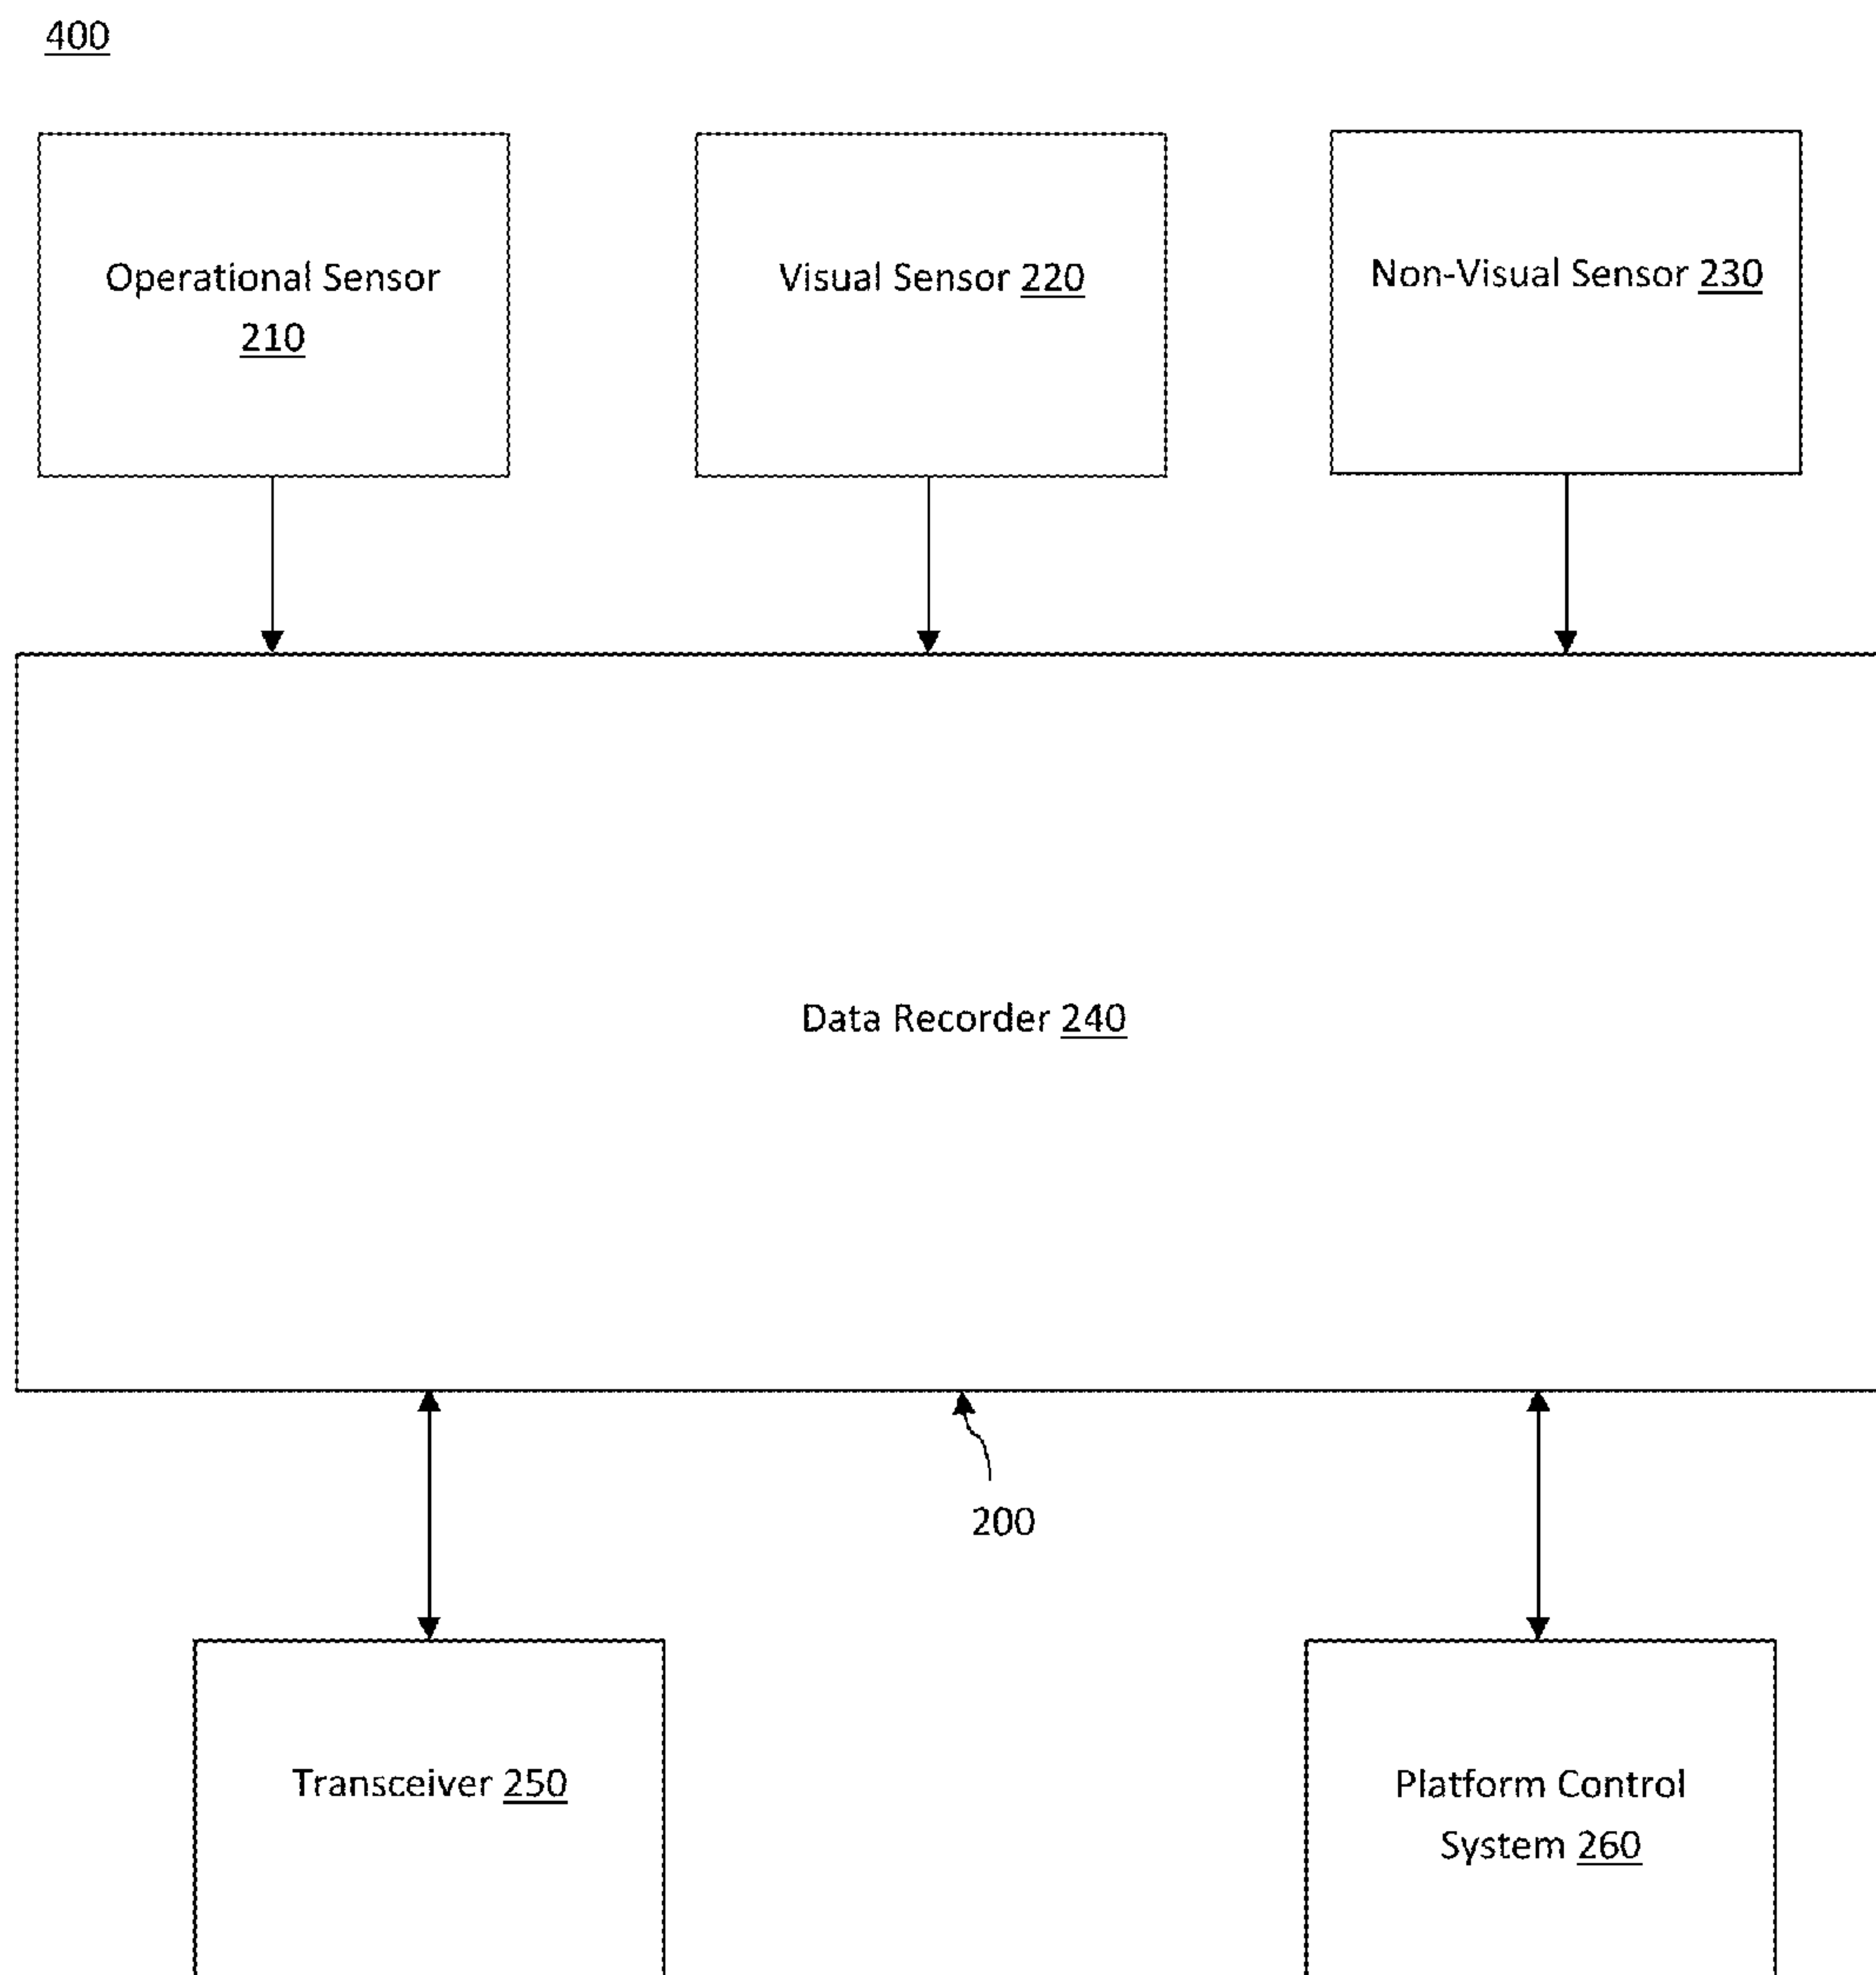 400
Operational Sensor
210
Visual Sensor 220
Non-Visual Sensor 230
Data Recorder 240
200
Transceiver 250
Platform Control
System 260